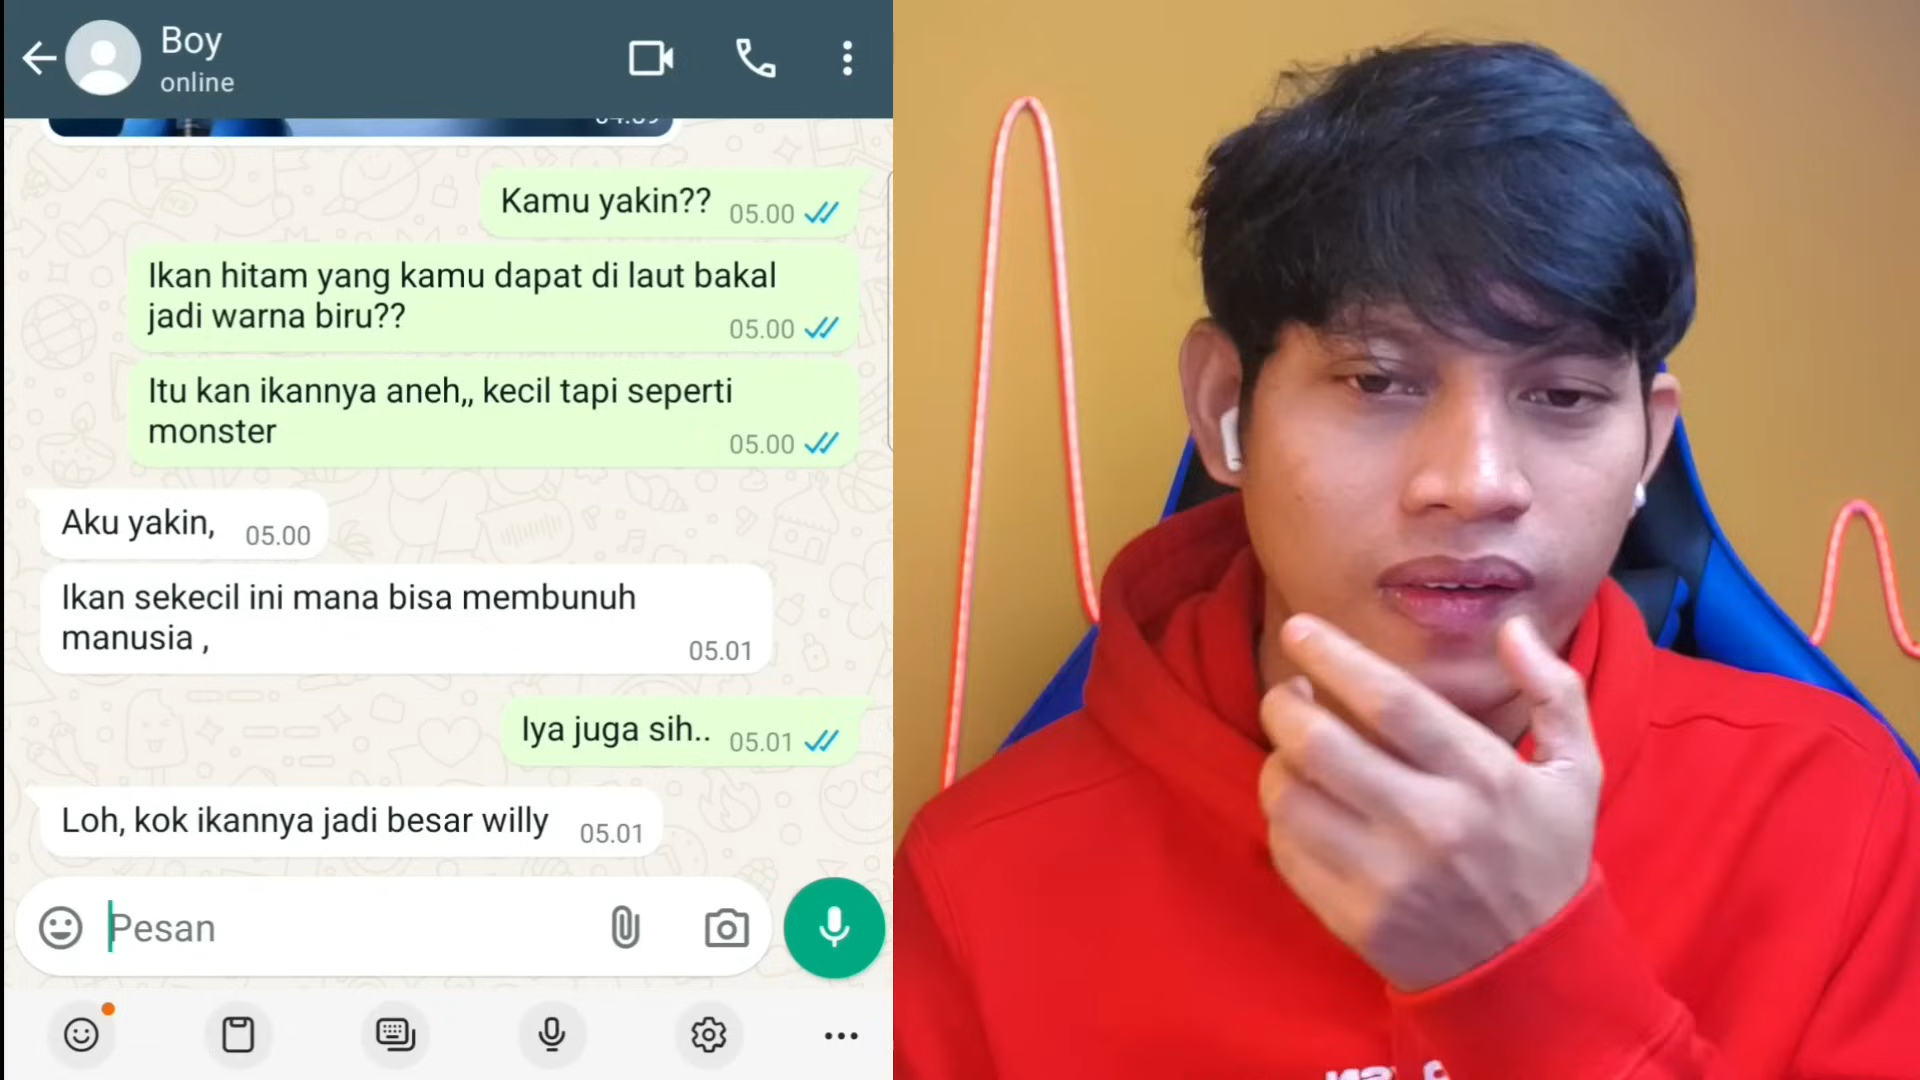 Boy
online
Kamu yakin??
05.00
Ikan hitam yang kamu dapat di laut bakal
jadi warna biru??
05.00
Itu kan ikannya aneh,, kecil tapi seperti
monster
05.00
Aku yakin,
05.00
Ikan sekecil ini mana bisa membunuh
manusia ,
05.01
Iya juga sih..
05.01
Loh, kok ikannya jadi besar willy
05.01
Pesan